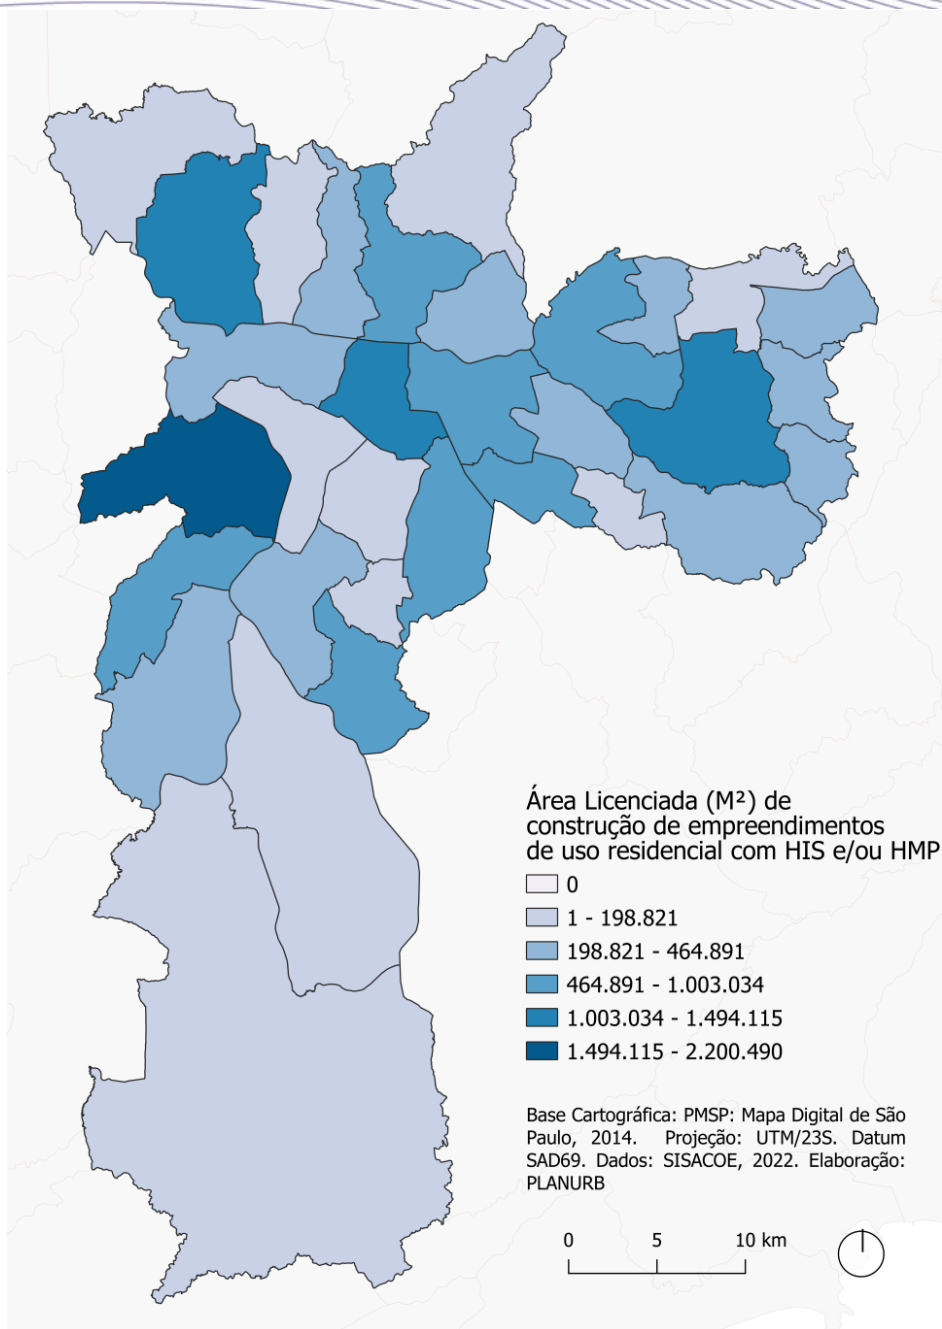 Área Licenciada (M²) de
construção de empreendimentos
de uso residencial com HIS e/ou HMP
0
1 - 198.821
198.821 - 464.891
464.891 - 1.003.034
1.003.034 - 1.494.115
1.494.115 - 2.200.490
Base Cartográfica: PMSP: Mapa Digital de São
Paulo, 2014. Projeção: UTM/23S. Datum
SAD69. Dados: SISACOE, 2022. Elaboração:
PLANURB
0 5 10 km